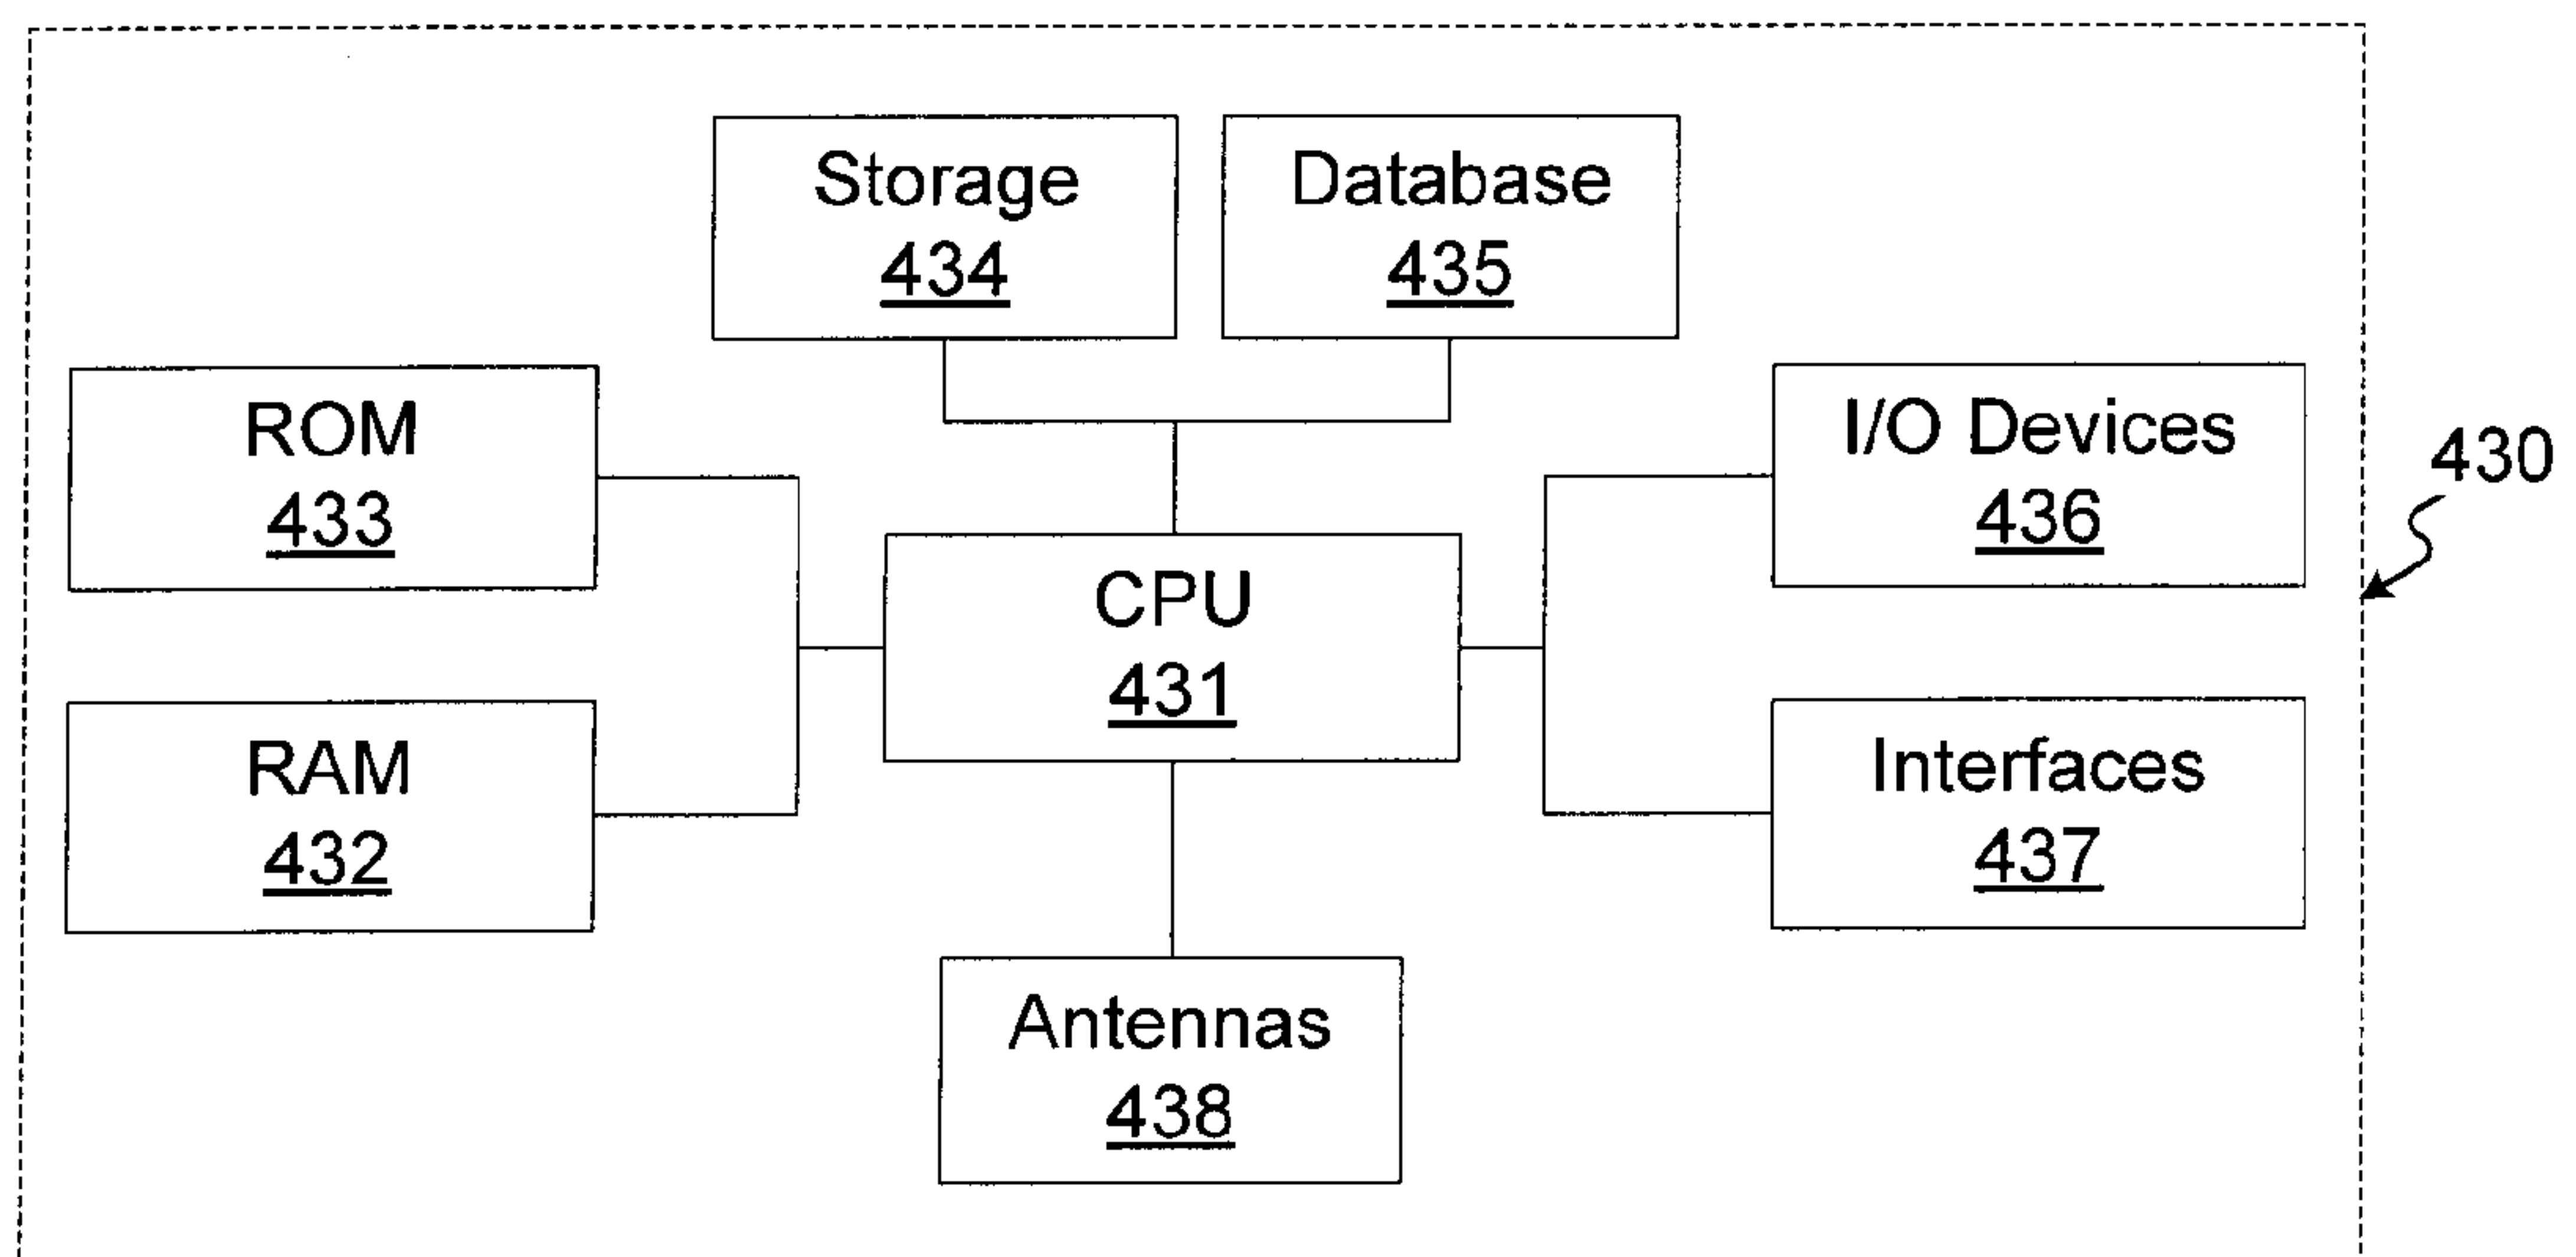 Storage
434
Database
435
ROM
433
I/O Devices
436
430
CPU
431
RAM
432
Interfaces
437
Antennas
438